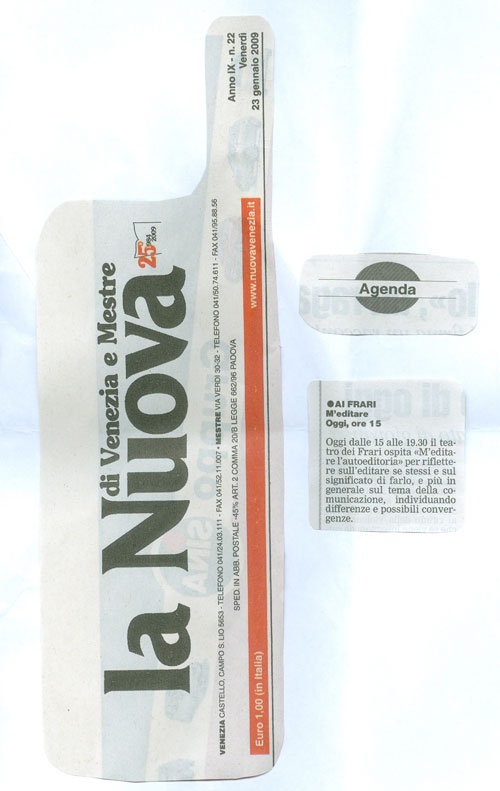 Anno IX - n. 22
Venerdì
23 gennaio 2009
la Nuova
di Venezia e Mestre
25°
1984
2009
VENEZIA CASTELLO, CAMPO S. LIO 5653 - TELEFONO 041/24.03.111 - FAX 041/52.11.007 • MESTRE VIA VERDI 30-32 - TELEFONO 041/50.74.611 - FAX 041/95.88.56
SPED. IN ABB. POSTALE -45% ART. 2 COMMA 20/B LEGGE 662/96 PADOVA
Euro 1,00 (in Italia)
www.nuovavenezia.it
Agenda
●AI FRARI
M'editare
Oggi, ore 15
Oggi dalle 15 alle 19.30 il tea-
tro dei Frari ospita «M'edita-
re l'autoeditoria» per riflette-
re sull'editare se stessi e sul
significato di farlo, e più in
generale sul tema della co-
municazione, individuando
differenze e possibili conver-
genze.